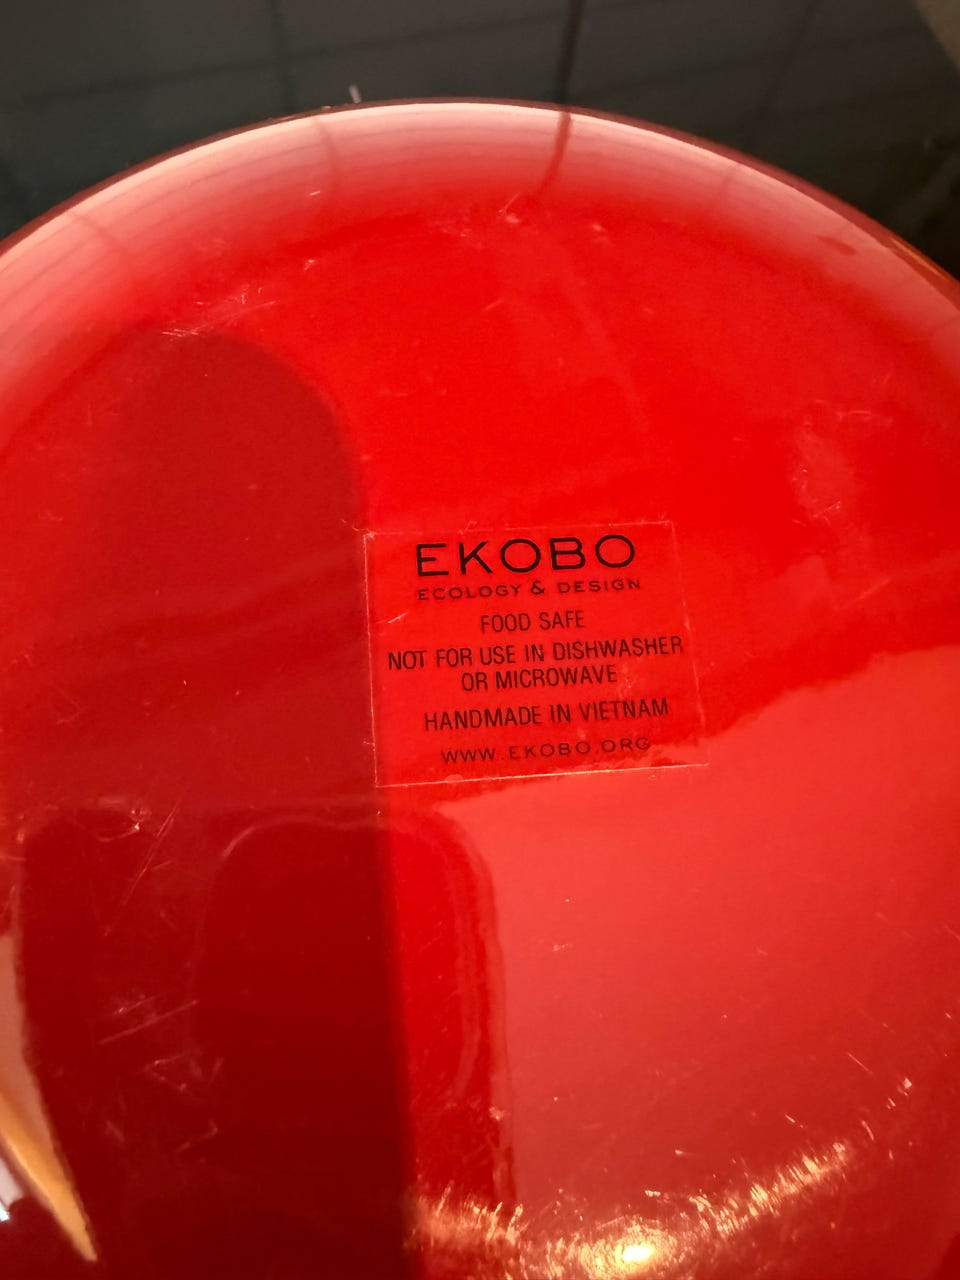 EKOBO
ECOLOGY & DESIGN
FOOD SAFE
NOT FOR USE IN DISHWASHER
OR MICROWAVE
HANDMADE IN VIETNAM
WWW.EKOBO.ORG